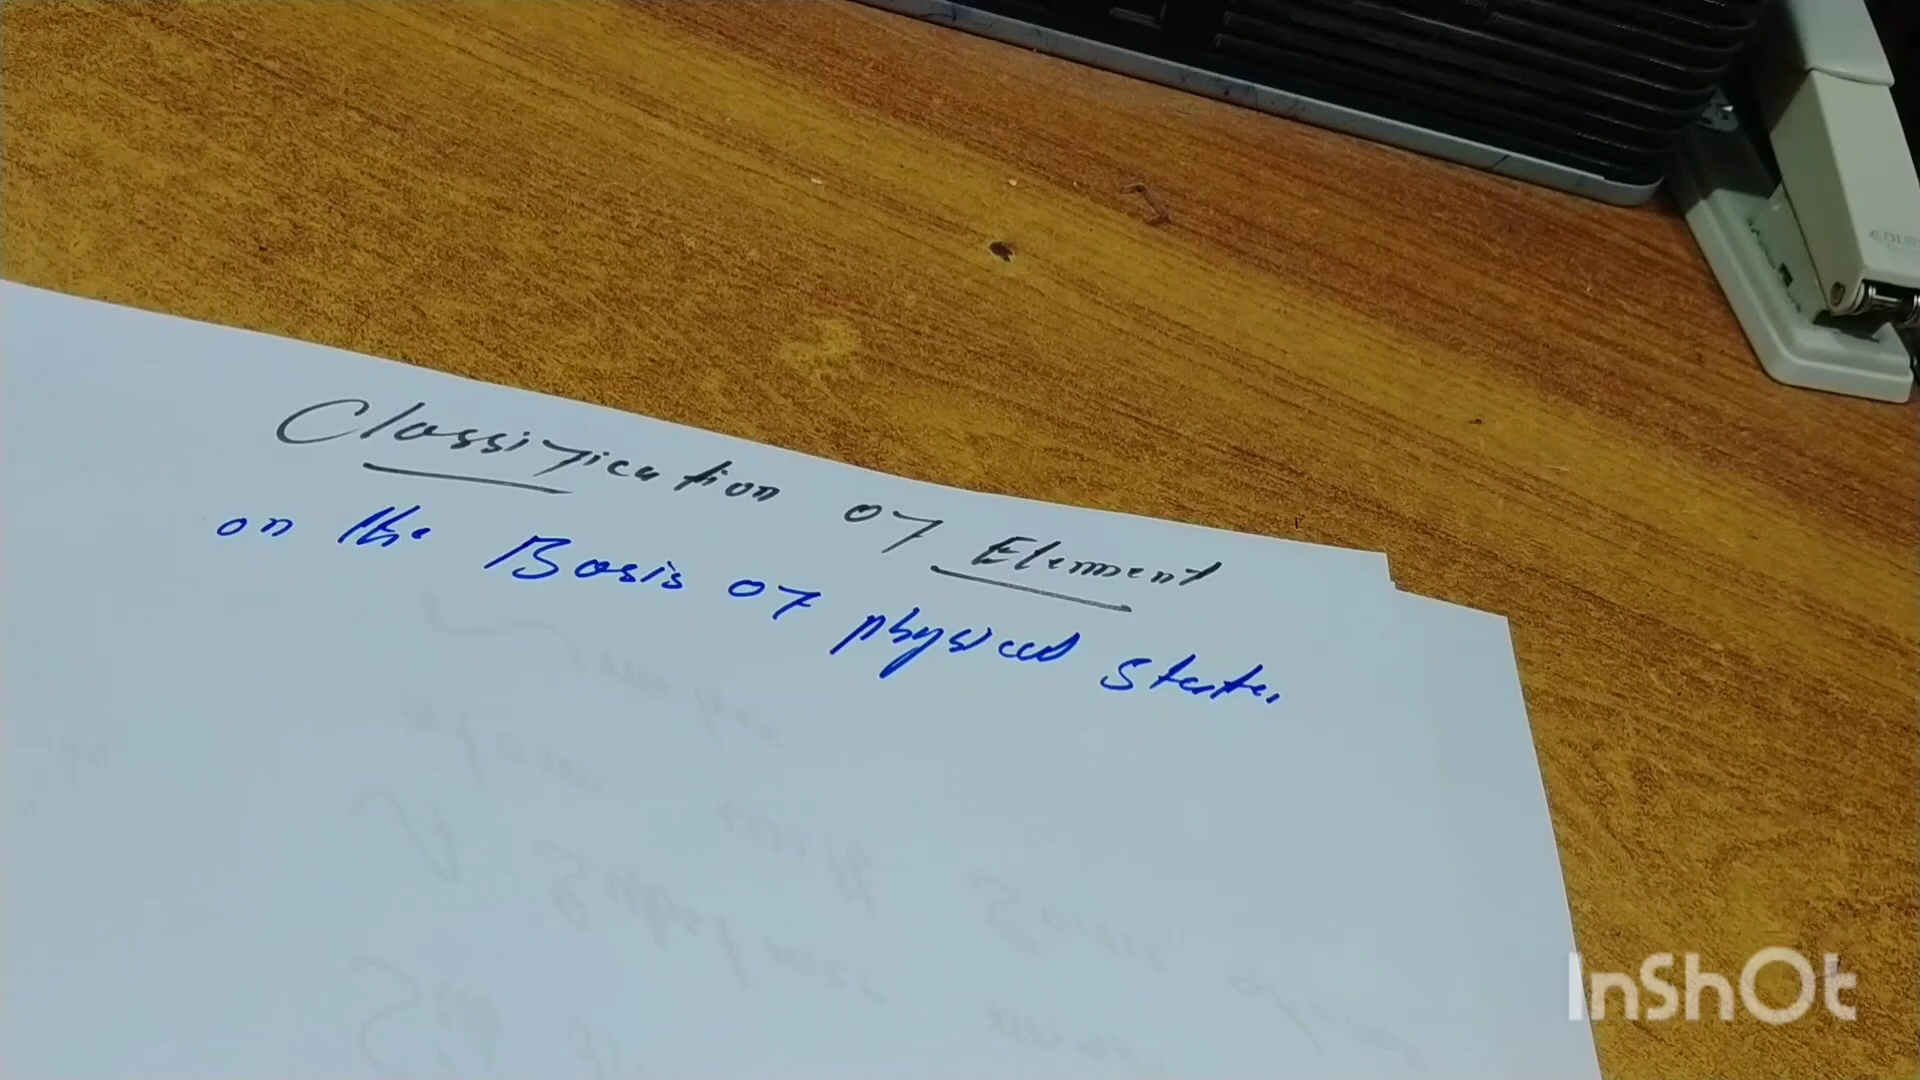 Classification of Element
on the Basis of physical state.
InShOt